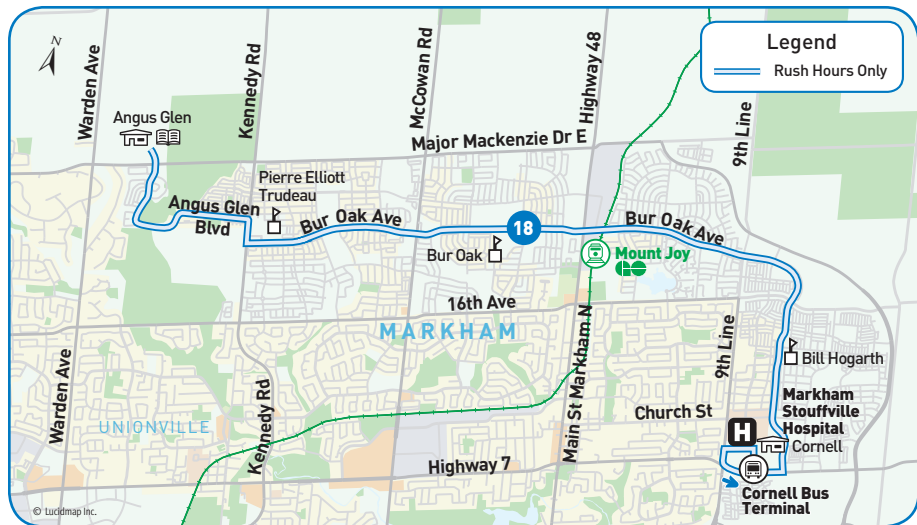 N
Warden Ave
Kennedy Rd
McCowan Rd
Highway 48
Legend
Rush Hours Only
9th Line
Angus Glen
Major Mackenzie Dr E
Pierre Elliott
Trudeau
Angus Glen
Blvd
Bur Oak Ave
18
Bur Oak Ave
Bur Oak
Mount Joy
GO
16th Ave
MARKHAM
Main St Markham N
9th Line
Bill Hogarth
Warden Ave
Kennedy Rd
Church St
Markham
Stouffville
Hospital
H
Cornell
UNIONVILLE
Highway 7
Cornell Bus
Terminal
© Lucidmap Inc.